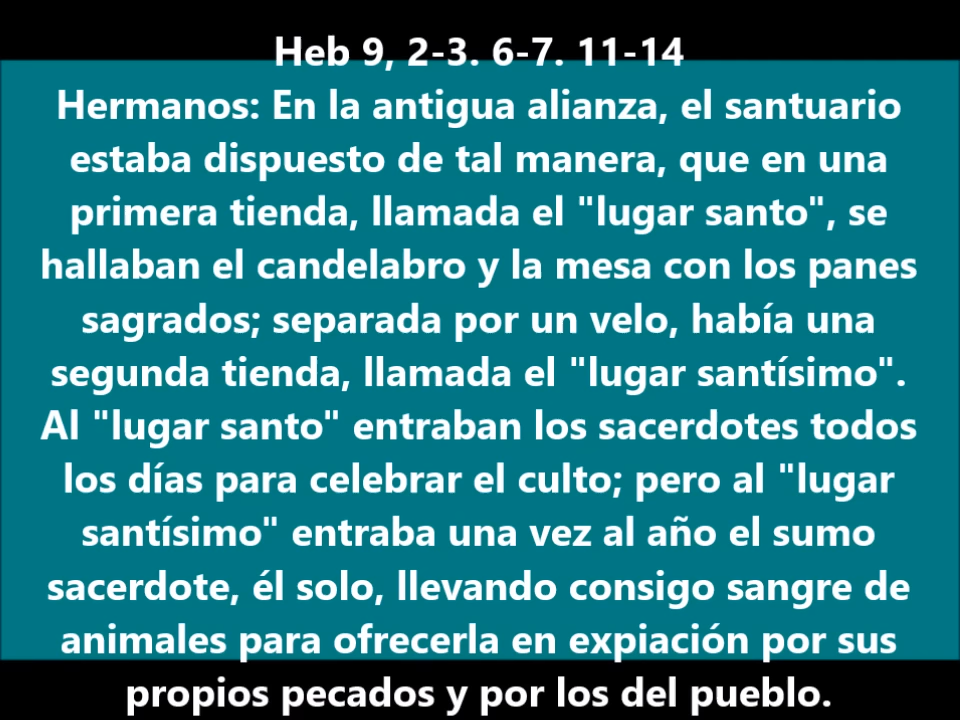 Heb 9, 2-3. 6-7. 11-14
Hermanos: En la antigua alianza, el santuario
estaba dispuesto de tal manera, que en una
primera tienda, llamada el "lugar santo", se
hallaban el candelabro y la mesa con los panes
sagrados; separada por un velo, había una
segunda tienda, llamada el "lugar santísimo".
Al "lugar santo" entraban los sacerdotes todos
los días para celebrar el culto; pero al "lugar
santísimo" entraba una vez al año el sumo
sacerdote, él solo, llevando consigo sangre de
animales para ofrecerla en expiación por sus
propios pecados y por los del pueblo.